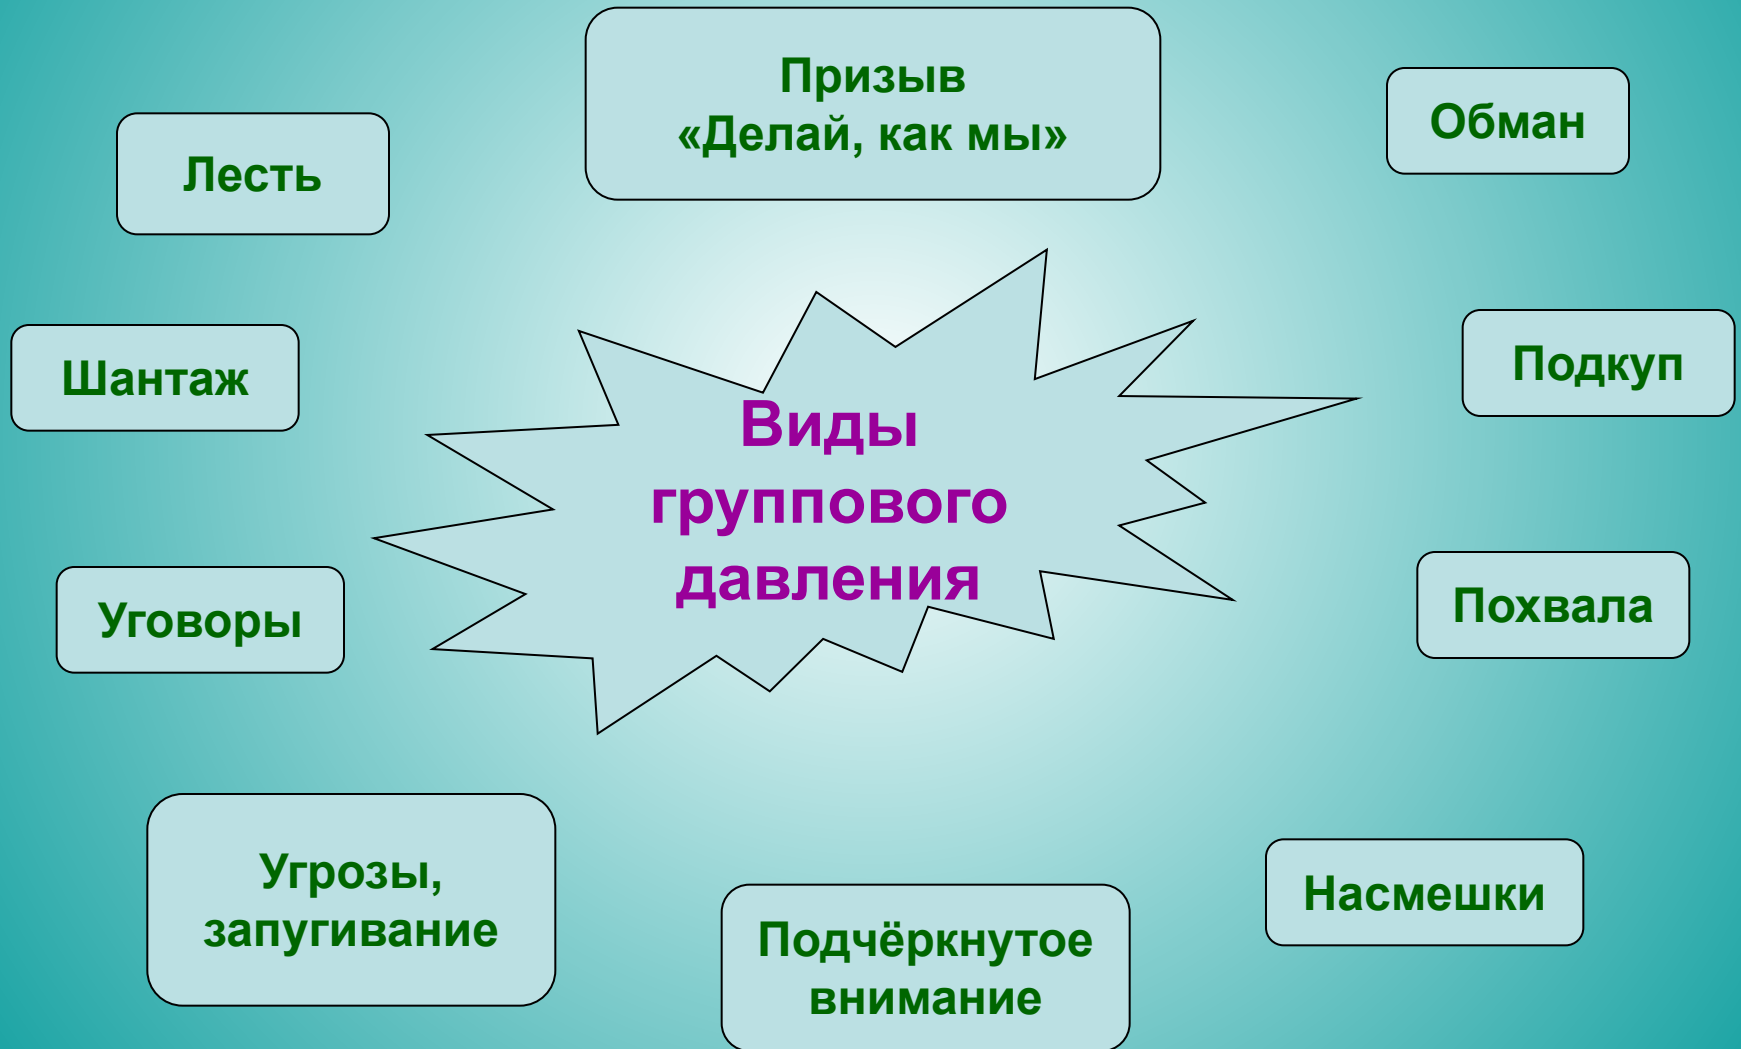 Призыв
«Делай, как мы»
Обман
Лесть
Шантаж
Подкуп
Виды
группового
давления
Уговоры
Похвала
Угрозы,
запугивание
Насмешки
Подчёркнутое
внимание